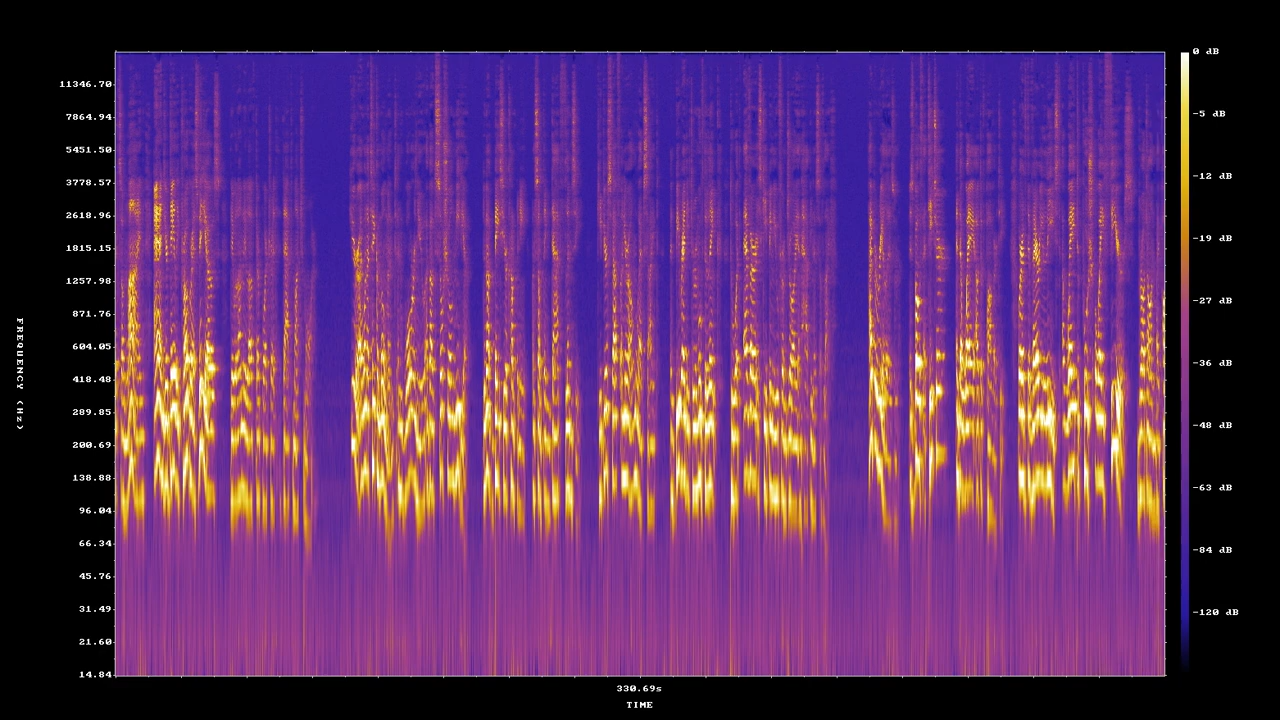 0 dB
11346.70
-5 dB
7864.94
5451.50
-12 dB
3778.57
2618.96
-19 dB
1815.15
1257.98
-27 dB
871.76
604.05
-36 dB
418.48
FREQUENCY (Hz)
289.85
-48 dB
200.69
138.88
-63 dB
96.04
66.34
-84 dB
45.76
31.49
-120 dB
21.60
14.84
330.69s
TIME